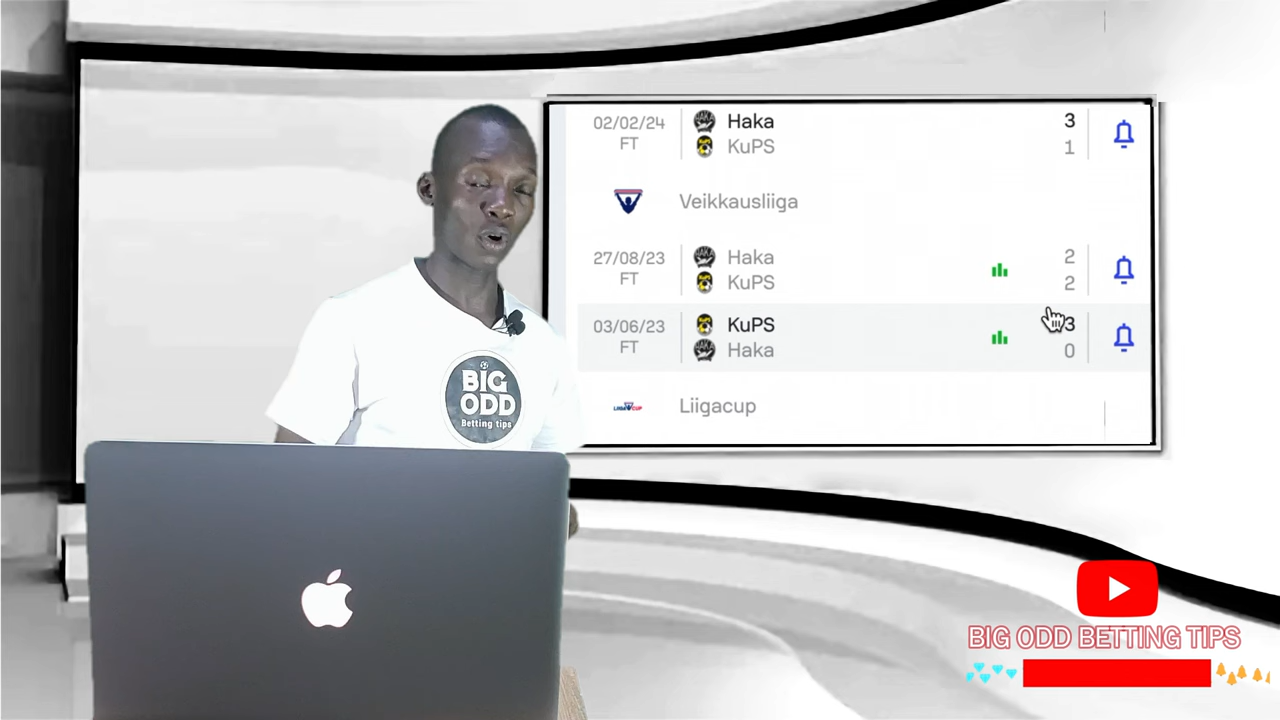 02/02/24
FT
Haka
KuPS
3
1
Veikkausliiga
27/08/23
FT
Haka
KuPS
2
2
03/06/23
FT
KuPS
Haka
3
0
Liigacup
BIG
ODD
Betting tips
BIG ODD BETTING TIPS